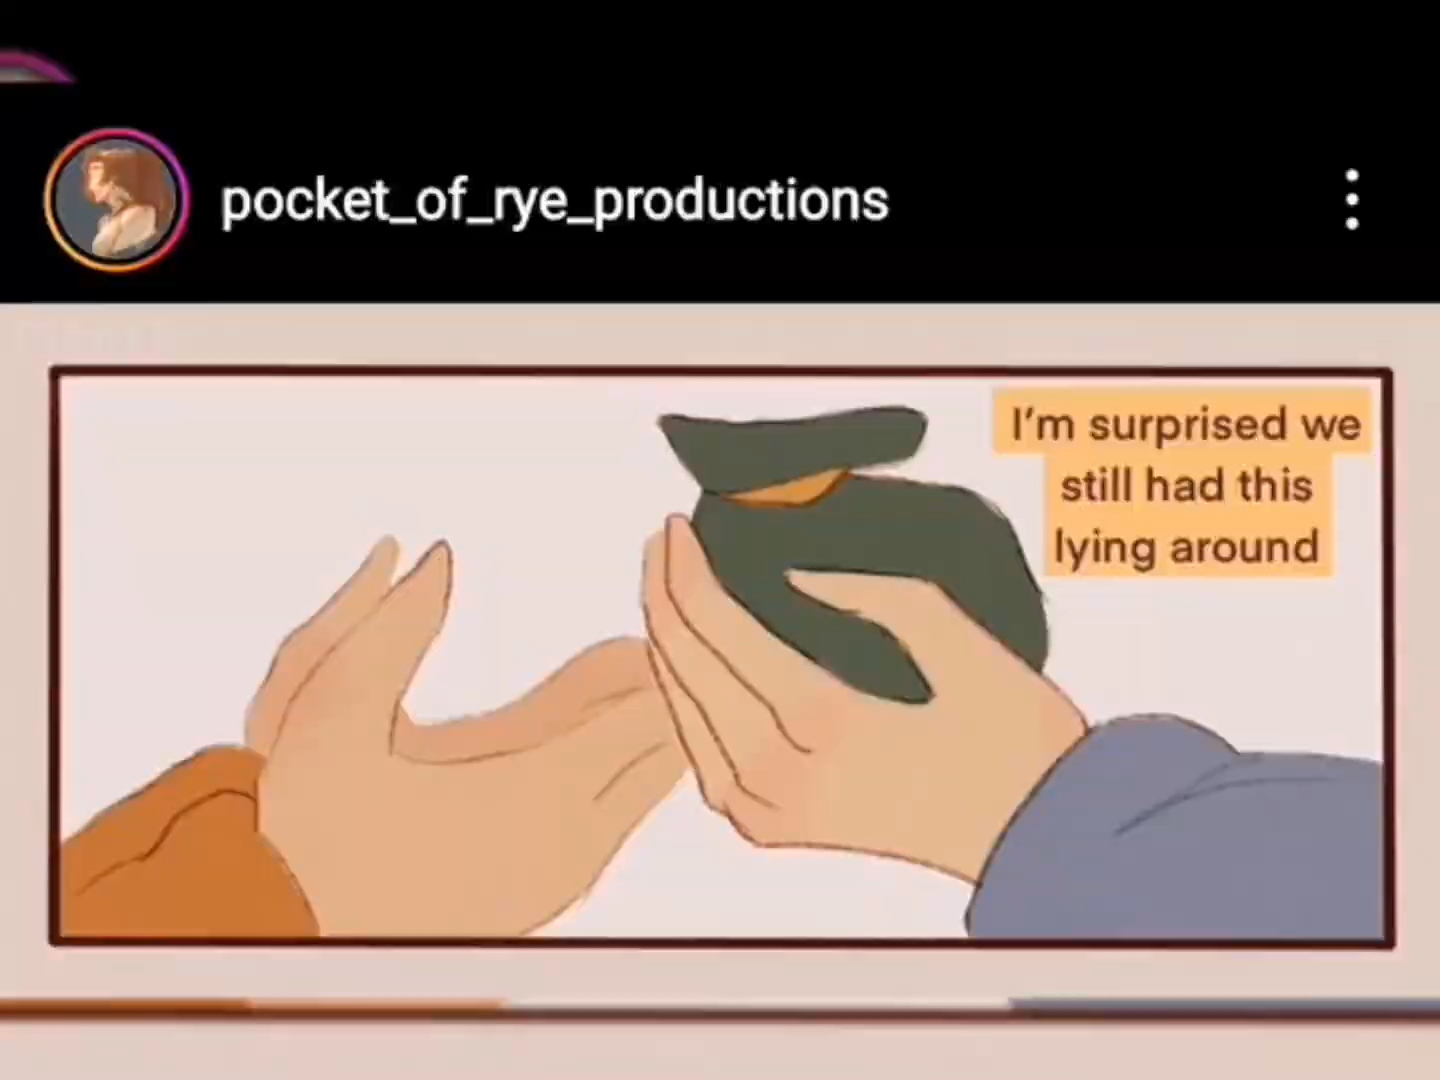 pocket_of_rye_productions
I'm surprised we
still had this
lying around